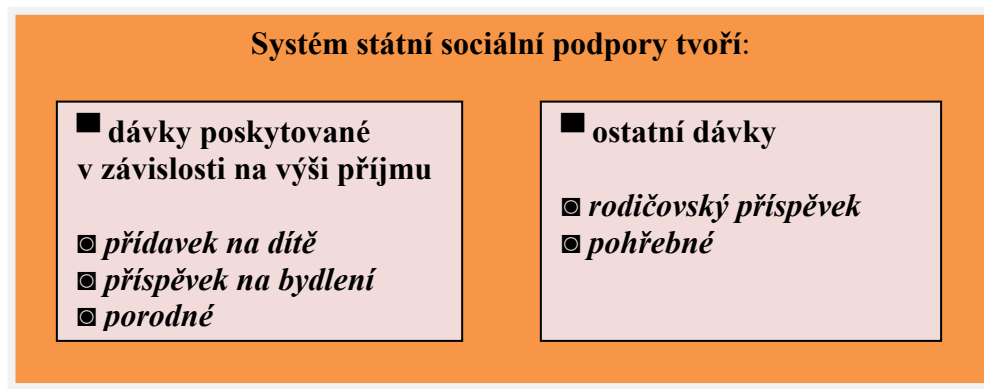 Systém státní sociální podpory tvoří:
▀ dávky poskytované
v závislosti na výši příjmu
◙ přídavek na dítě
◙ příspěvek na bydlení
◙ porodné
▀ ostatní dávky
◙ rodičovský příspěvek
◙ pohřebné